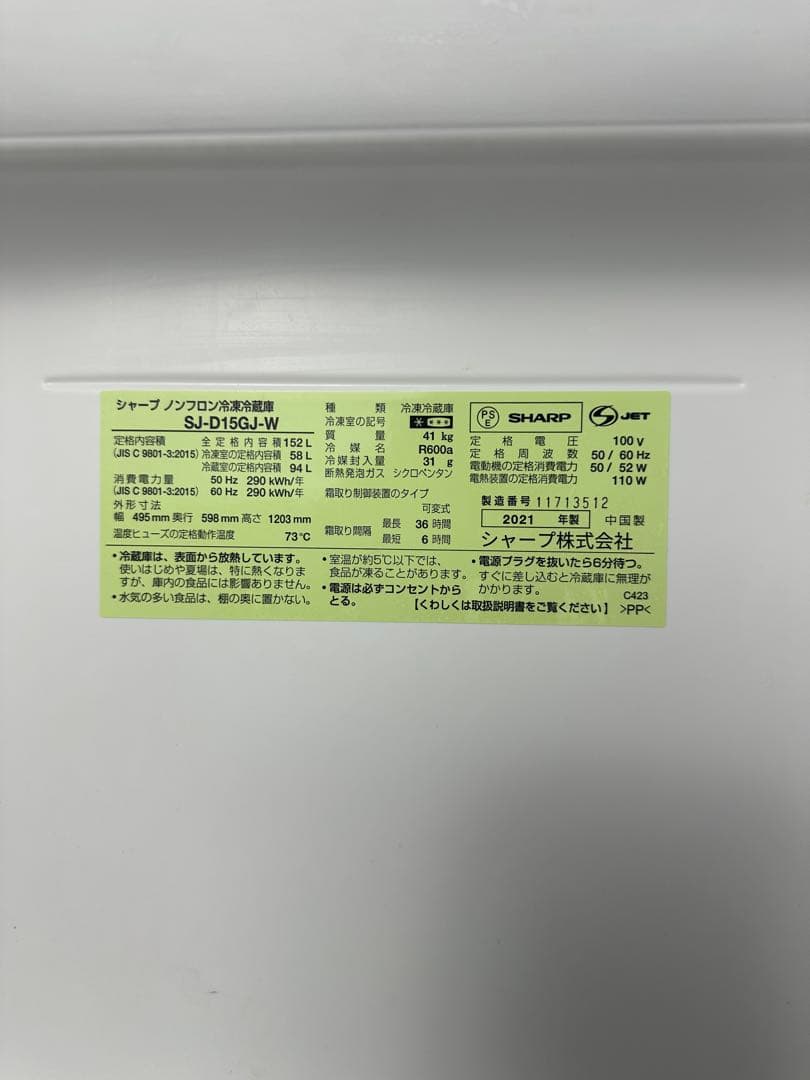 シャープ ノンフロン冷凍冷蔵庫
SJ-D15GJ-W
定格内容積 全定格内容積 152 L
(JIS C 9801-3:2015) 冷凍室の定格内容積 58 L
冷蔵室の定格内容積 94 L
消費電力量 50 Hz 290 kWh/年
(JIS C 9801-3:2015) 60 Hz 290 kWh/年
外形寸法
幅 495 mm 奥行 598 mm 高さ 1203 mm
温度ヒューズの定格動作温度 73℃
種類 冷凍冷蔵庫
冷凍室の記号 ****
質量 41 kg
冷媒名 R600a
冷媒封入量 31 g
断熱発泡ガス シクロペンタン
霜取り制御装置のタイプ
可変式
霜取り間隔 最長 36 時間
最短 6 時間
PSE SHARP S JET
定格電圧 100 V
定格周波数 50 / 60 Hz
電動機の定格消費電力 50 / 52 W
電熱装置の定格消費電力 110 W
製造番号 11713512
2021 年製 中国製
シャープ株式会社
•冷蔵庫は、表面から放熱しています。
使いはじめや夏場は、特に熱くなりま
すが、庫内の食品には影響ありません。
•水気の多い食品は、棚の奥に置かない。
•室温が約5℃以下では、
食品が凍ることがあります。
•電源は必ずコンセントから
とる。
•電源プラグを抜いたら6分待つ。
すぐに差し込むと冷蔵庫に無理が
かかります。
【くわしくは取扱説明書をご覧ください】
C423
>PP<